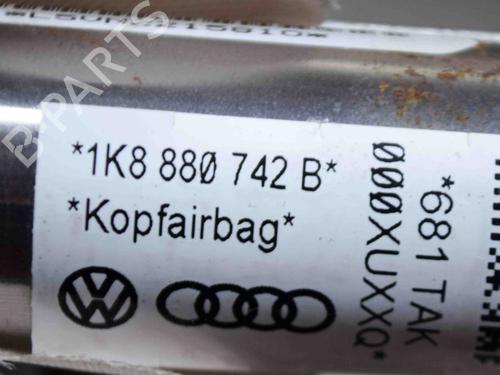 *1K8 880 742 B*
*Kopfairbag*
*681 TAK
000XUXXQ*
B-PARTS